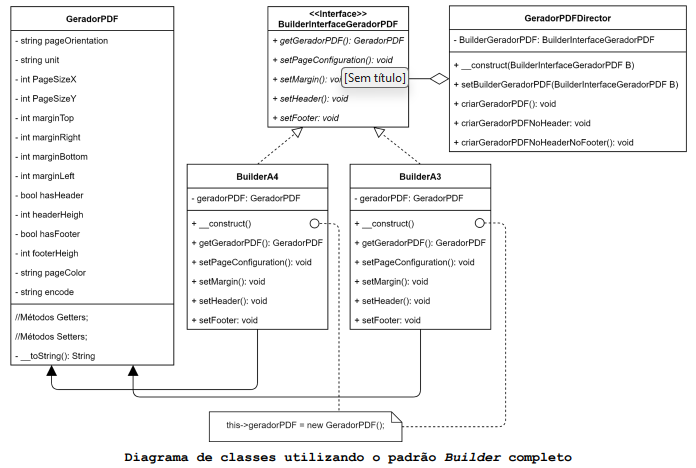 GeradorPDF
- string pageOrientation
- string unit
- int PageSizeX
- int PageSizeY
- int marginTop
- int marginRight
- int marginBottom
- int marginLeft
- bool hasHeader
- int headerHeigh
- bool hasFooter
- int footerHeigh
- string pageColor
- string encode
//Métodos Getters;
//Métodos Setters;
- __toString(): String
<<Interface>>
BuilderInterfaceGeradorPDF
+ getGeradorPDF(): GeradorPDF
+ setPageConfiguration(): void
+ setMargin(): void
[Sem título]
+ setHeader(): void
+ setFooter: void
GeradorPDFDirector
- BuilderGeradorPDF: BuilderInterfaceGeradorPDF
+ __construct(BuilderInterfaceGeradorPDF B)
+ setBuilderGeradorPDF(BuilderInterfaceGeradorPDF B)
+ criarGeradorPDF(): void
+ criarGeradorPDFNoHeader: void
+ criarGeradorPDFNoHeaderNoFooter(): void
BuilderA4
- geradorPDF: GeradorPDF
+ __construct()
+ getGeradorPDF(): GeradorPDF
+ setPageConfiguration(): void
+ setMargin(): void
+ setHeader(): void
+ setFooter: void
BuilderA3
- geradorPDF: GeradorPDF
+ __construct()
+ getGeradorPDF(): GeradorPDF
+ setPageConfiguration(): void
+ setMargin(): void
+ setHeader(): void
+ setFooter: void
this->geradorPDF = new GeradorPDF();
Diagrama de classes utilizando o padrão Builder completo